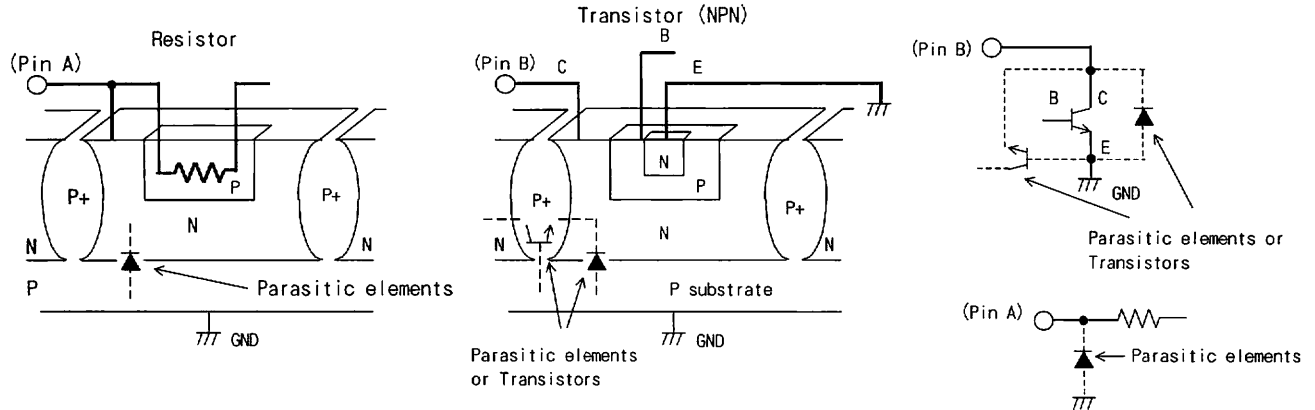 Resistor
(Pin A)
P+
N
P
P+
N
N
P
Parasitic elements
GND
Transistor (NPN)
B
(Pin B)
C
E
N
P
P+
P+
N
N
N
P substrate
GND
Parasitic elements
or Transistors
(Pin B)
B
C
E
GND
Parasitic elements or
Transistors
(Pin A)
Parasitic elements